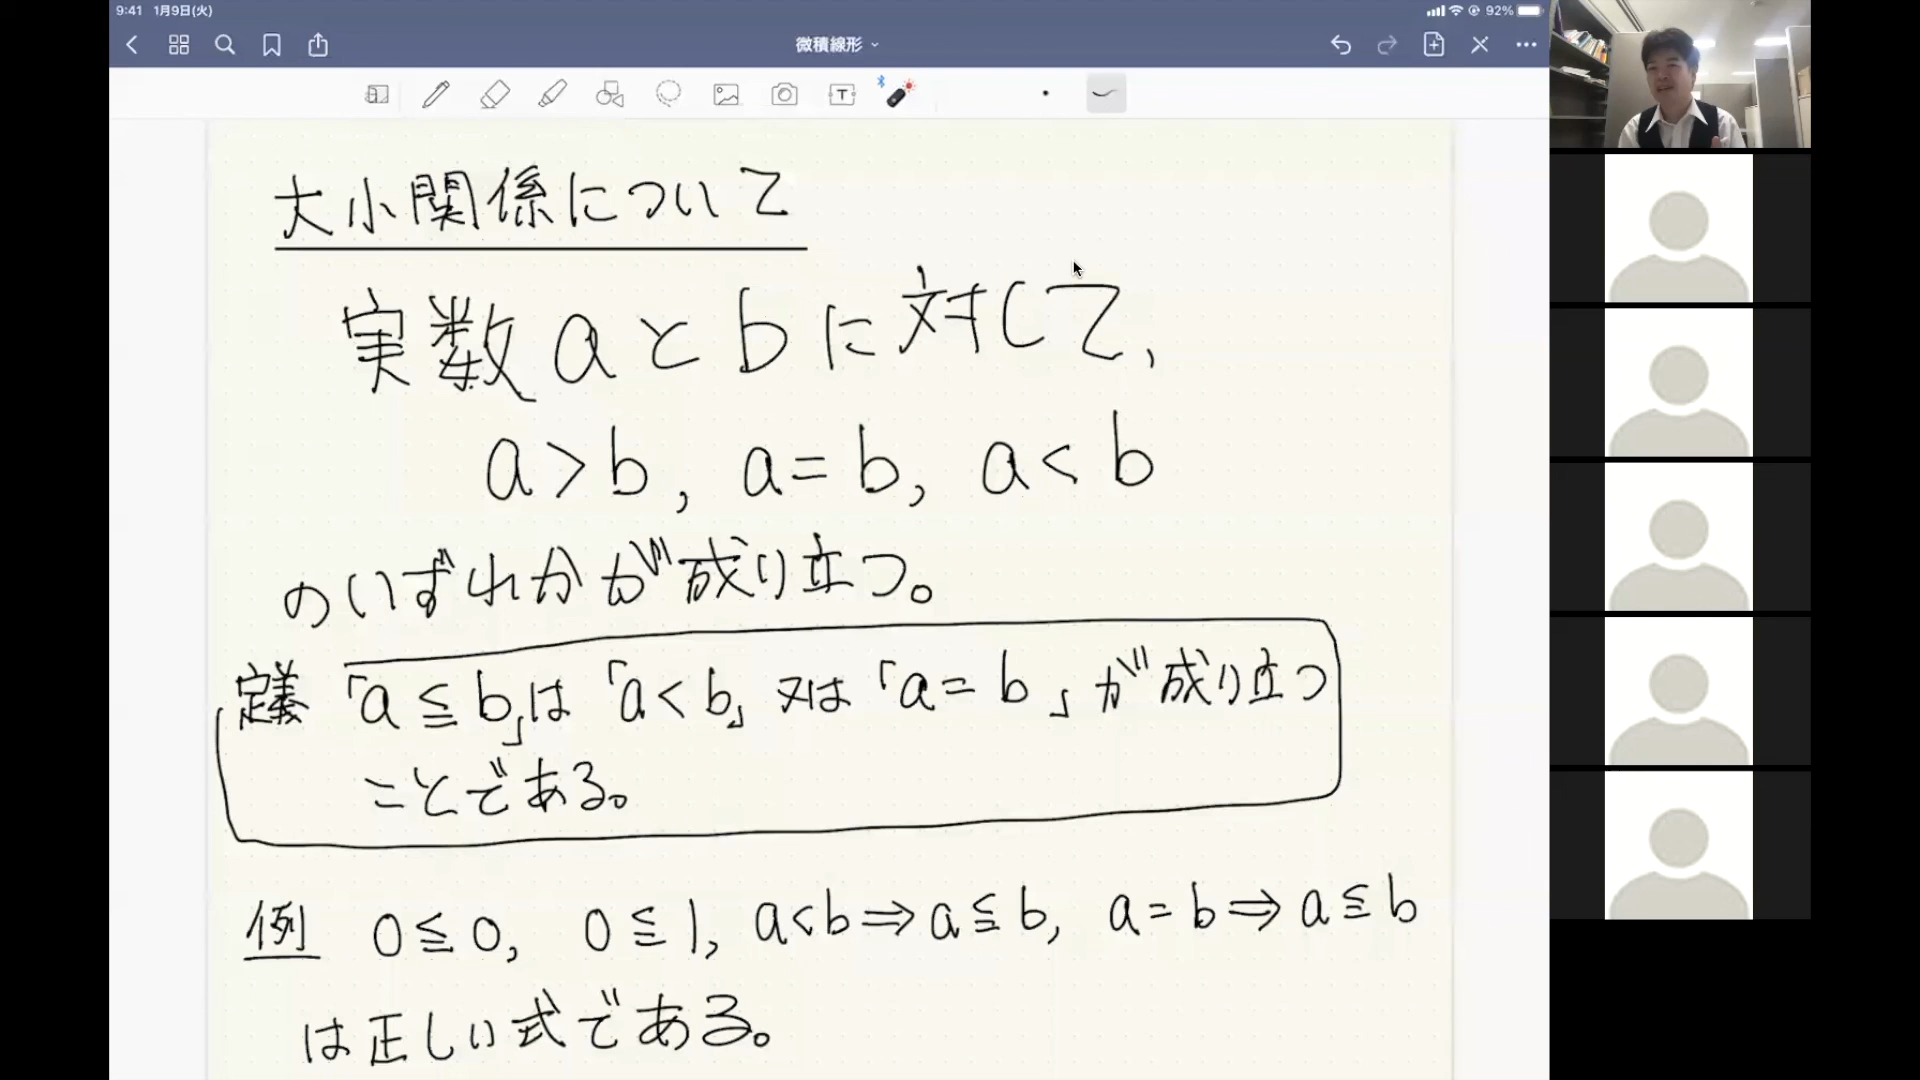 9:41 1月9日(火)
92%
微積線形
T
大小関係について
実数aとbに対して,
a>b, a=b, a<b
のいずれかが成り立つ。
定義 「a≦b」は「a<b」又は「a=b」が成り立つ
ことである。
例 0≦0, 0≦1, a<b⇒a≦b, a=b⇒a≦b
は正しい式である。